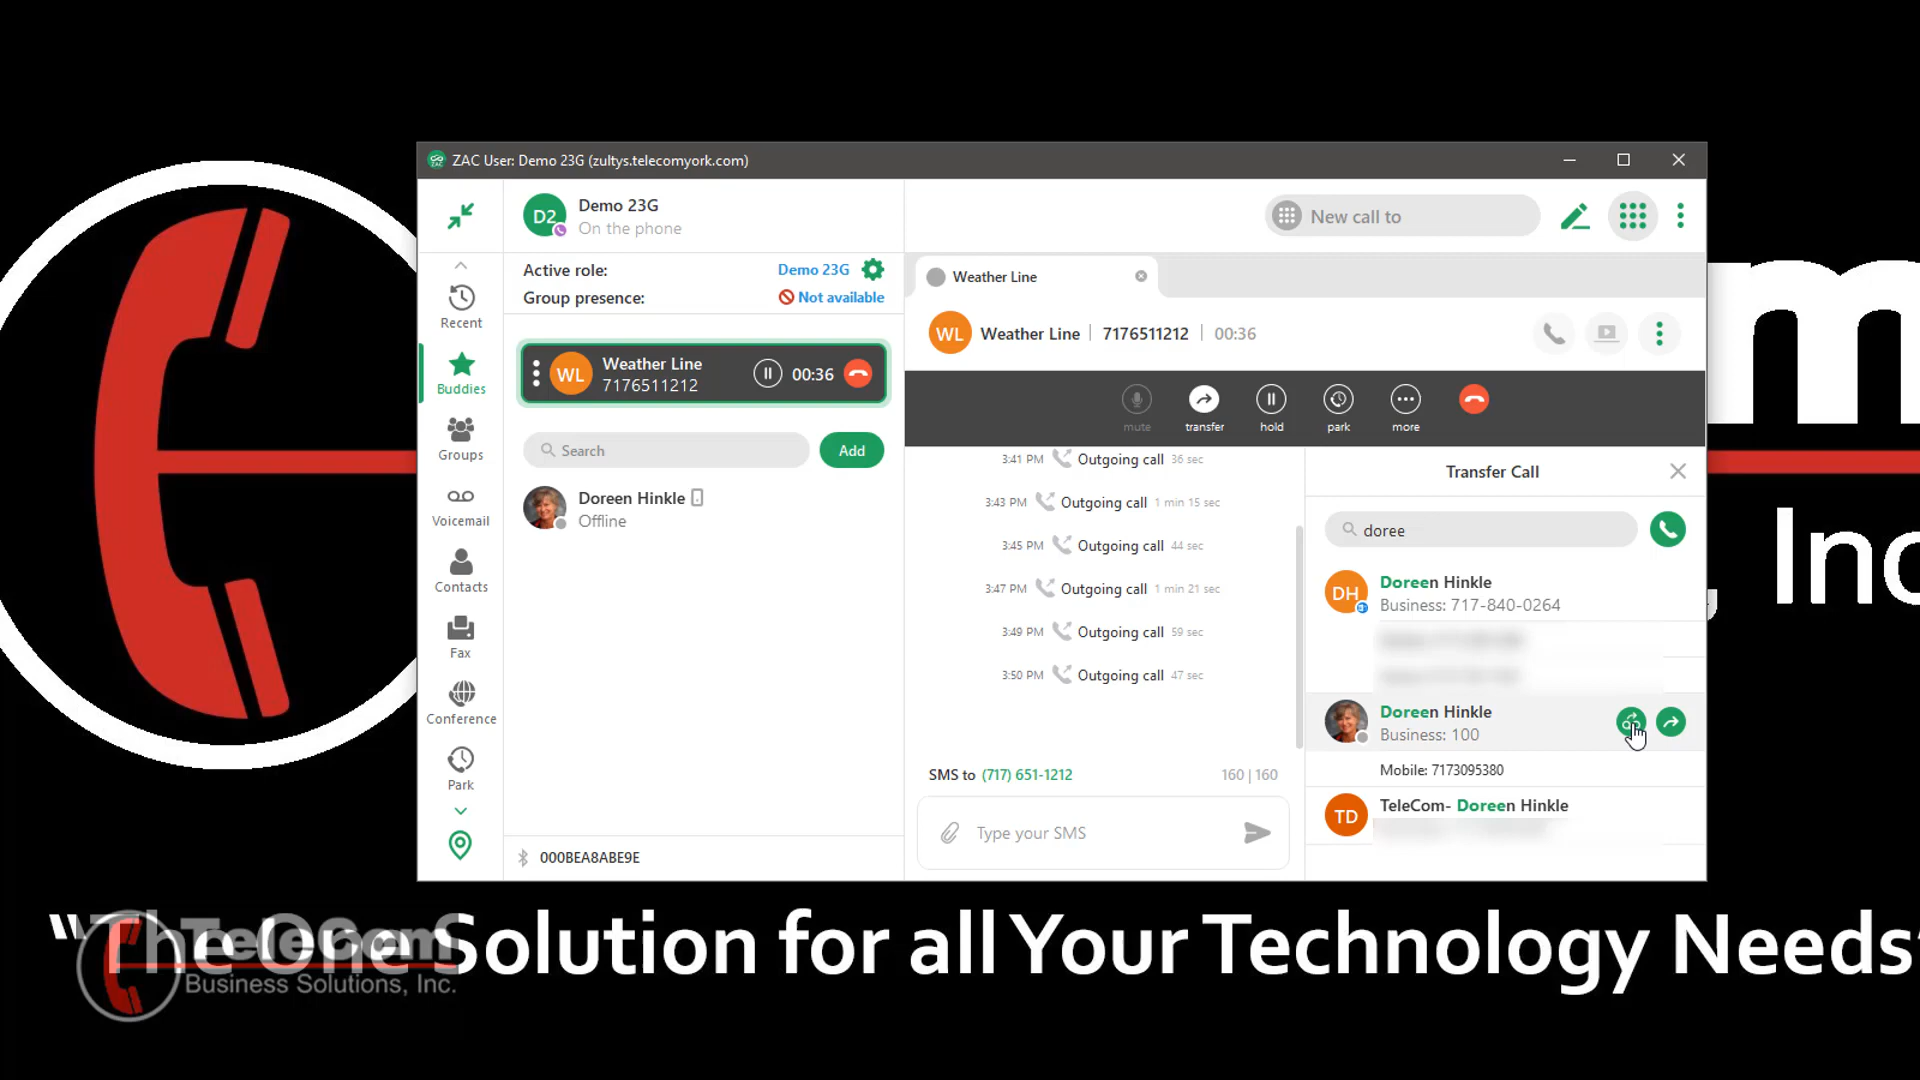 ZAC User: Demo 23G (zultys.telecomyork.com)
D2
Demo 23G
On the phone
New call to
Active role:
Demo 23G
Group presence:
Not available
Recent
Buddies
Groups
Voicemail
Contacts
Fax
Conference
Park
WL
Weather Line
7176511212
00:36
Search
Add
Doreen Hinkle
Offline
000BEA8ABE9E
Weather Line
WL
Weather Line
7176511212
00:36
mute
transfer
hold
park
more
3:41 PM Outgoing call 36 sec
3:43 PM Outgoing call 1 min 15 sec
3:45 PM Outgoing call 44 sec
3:47 PM Outgoing call 1 min 21 sec
3:49 PM Outgoing call 59 sec
3:50 PM Outgoing call 47 sec
SMS to (717) 651-1212
160 | 160
Type your SMS
Transfer Call
doree
DH
Doreen Hinkle
Business: 717-840-0264
Doreen Hinkle
Business: 100
Mobile: 7173095380
TD
TeleCom- Doreen Hinkle
m
, Inc
“The One Solution for all Your Technology Needs”
TeleCom
Business Solutions, Inc.